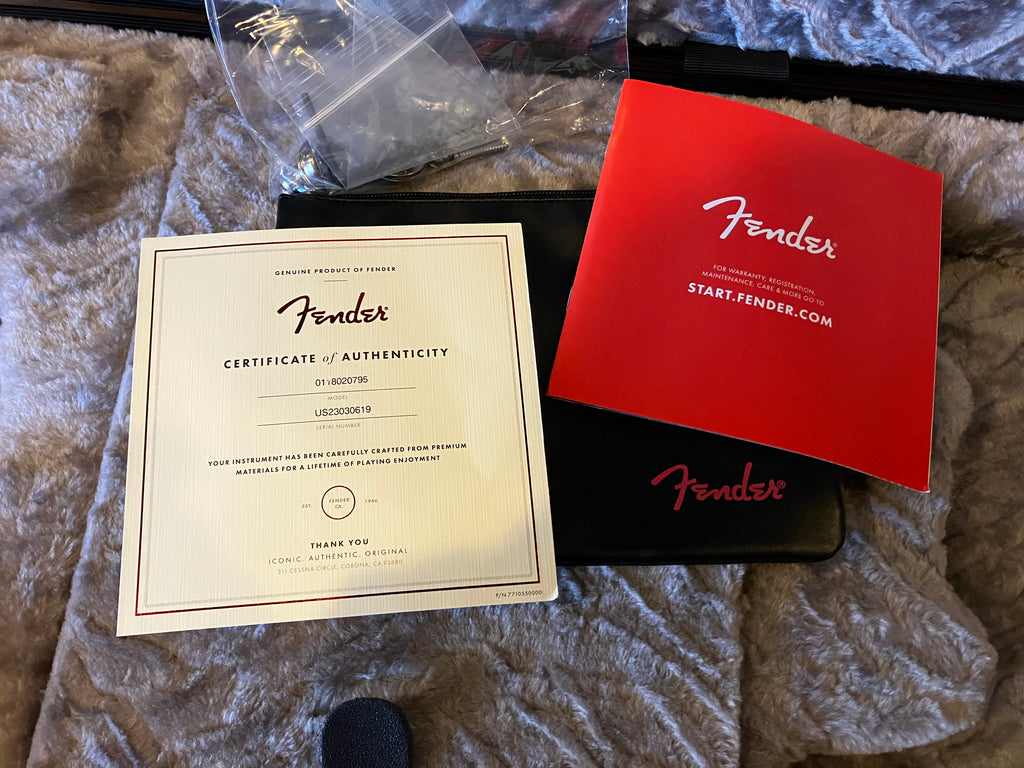 GENUINE PRODUCT OF FENDER
Fender
CERTIFICATE of AUTHENTICITY
0118020795
MODEL
US23030619
SERIAL NUMBER
YOUR INSTRUMENT HAS BEEN CAREFULLY CRAFTED FROM PREMIUM
MATERIALS FOR A LIFETIME OF PLAYING ENJOYMENT
EST. FENDER CA. 1946
THANK YOU
ICONIC. AUTHENTIC. ORIGINAL.
311 CESSNA CIRCLE, CORONA, CA 92880
P/N 7710550000
Fender®
FOR WARRANTY, REGISTRATION,
MAINTENANCE, CARE & MORE GO TO
START.FENDER.COM
Fender®